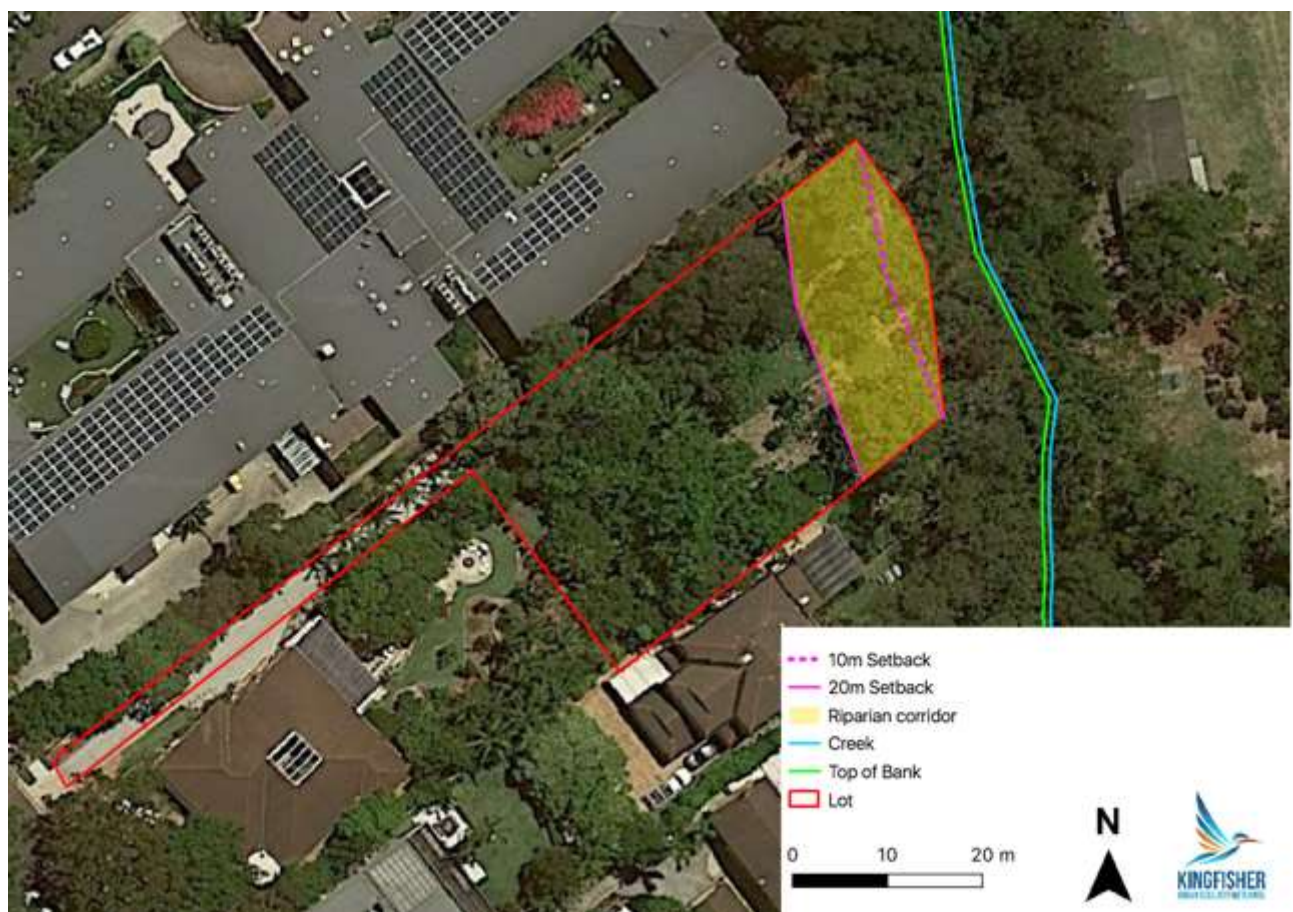 10m Setback
20m Setback
Riparian corridor
Creek
Top of Bank
Lot
N
0 10 20 m
KINGFISHER